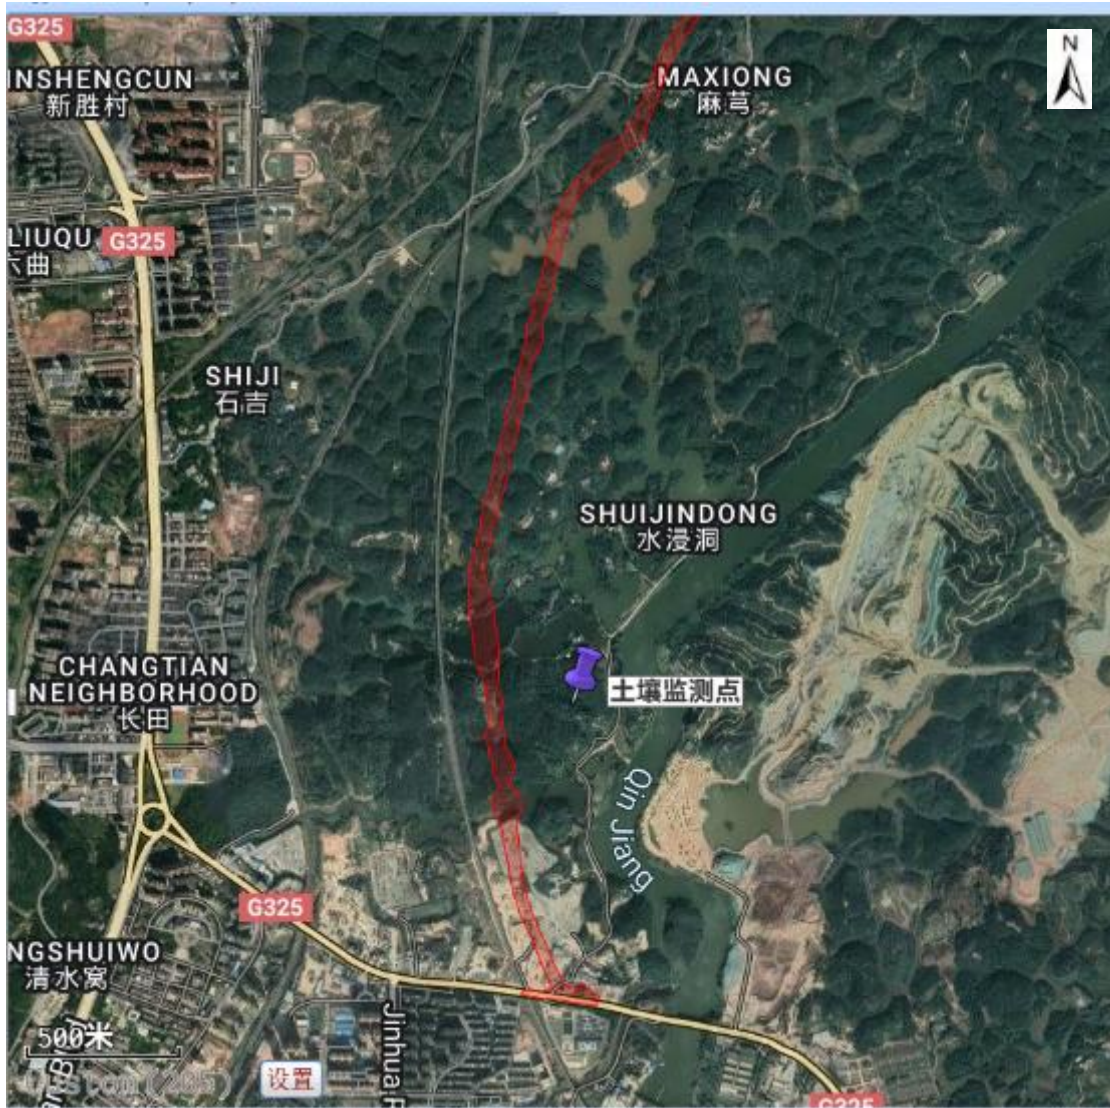 G325
N
INSHENGCUN
新胜村
MAXIONG
麻芎
LIUQU
六曲
G325
SHIJI
石吉
SHUIJINDONG
水浸洞
CHANGTIAN
NEIGHBORHOOD
长田
土壤监测点
Qin Jiang
G325
NGSHUIWO
清水窝
500米
Jinhua
设置
G325